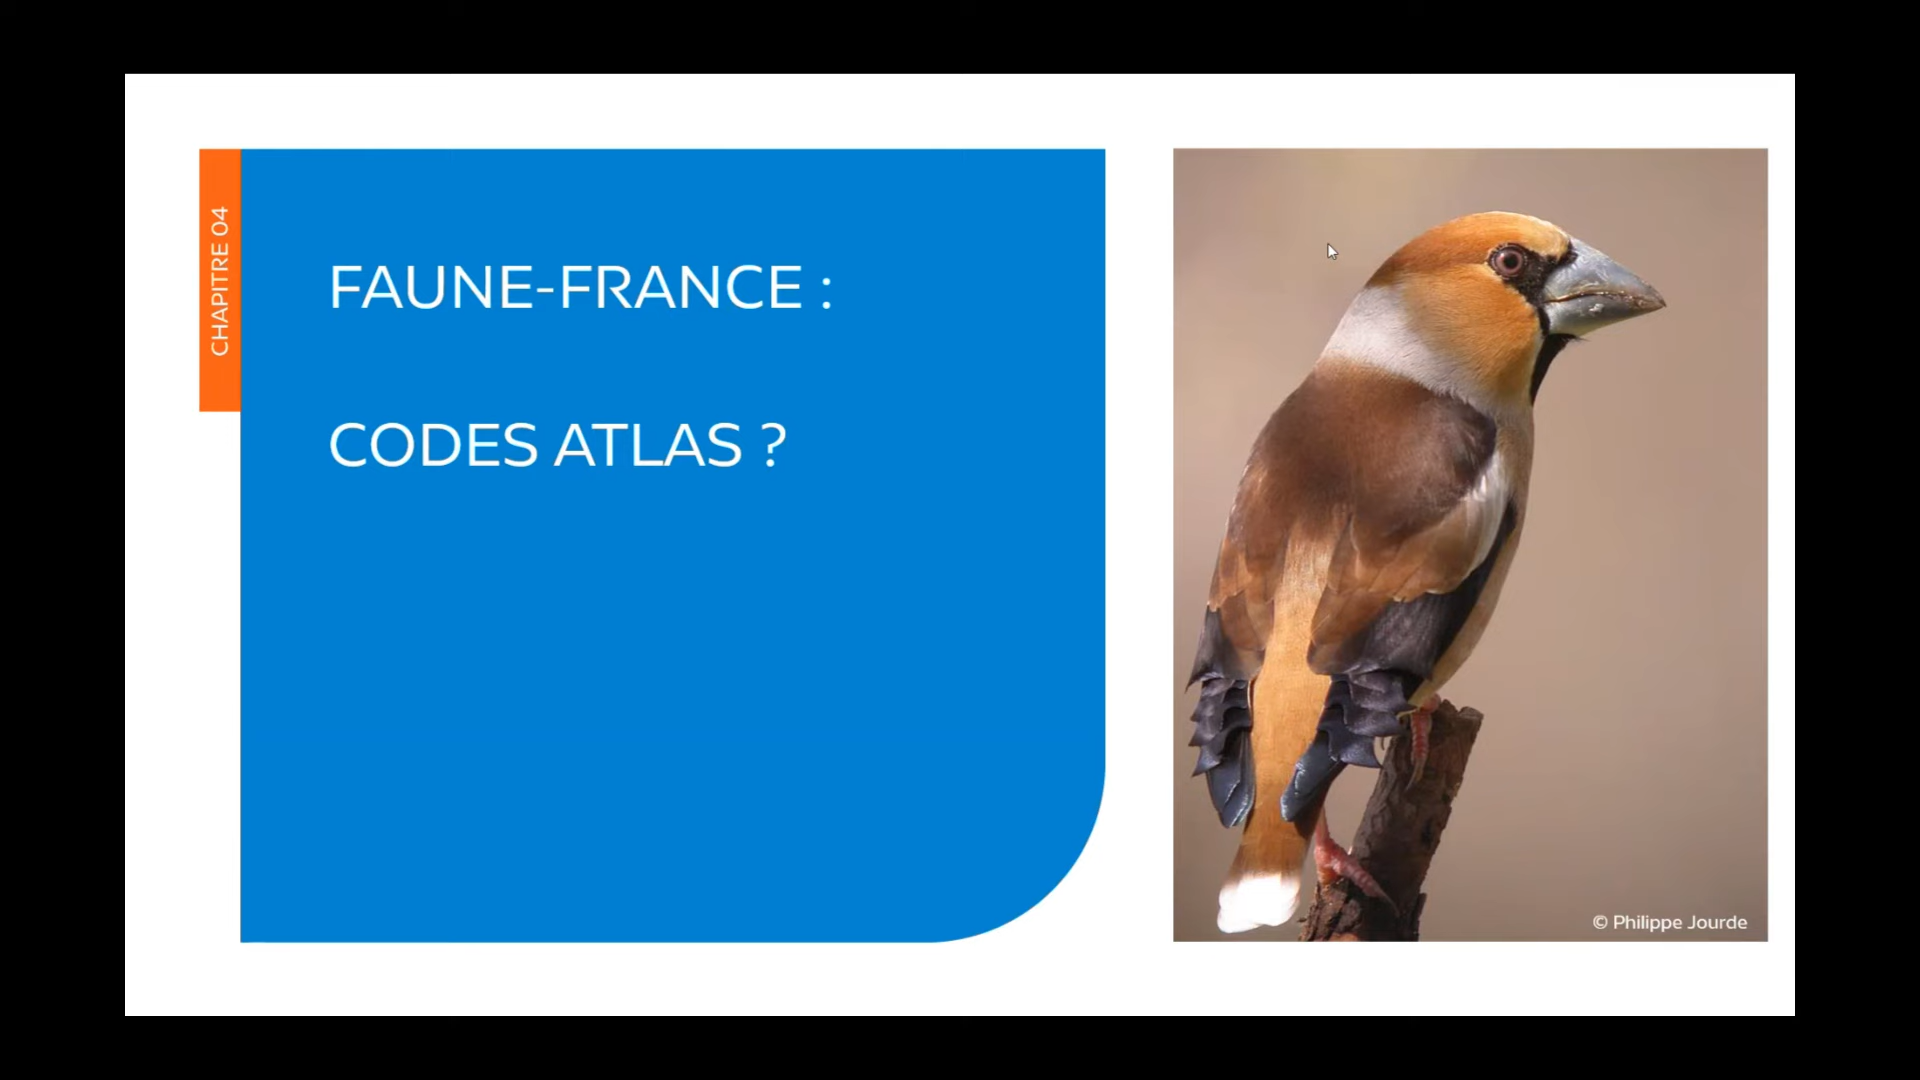 CHAPITRE 04
FAUNE-FRANCE :
CODES ATLAS ?
© Philippe Jourde